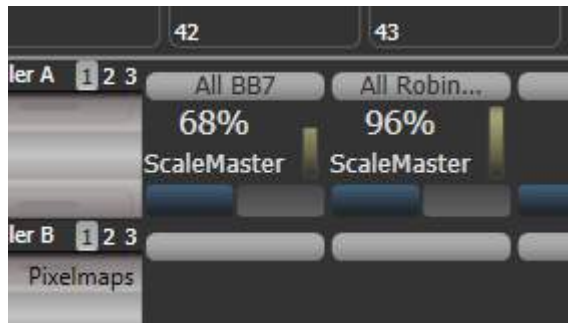 42 43
ler A 1 2 3 All BB7 All Robin...
68% 96%
ScaleMaster ScaleMaster
ler B 1 2 3
Pixelmaps